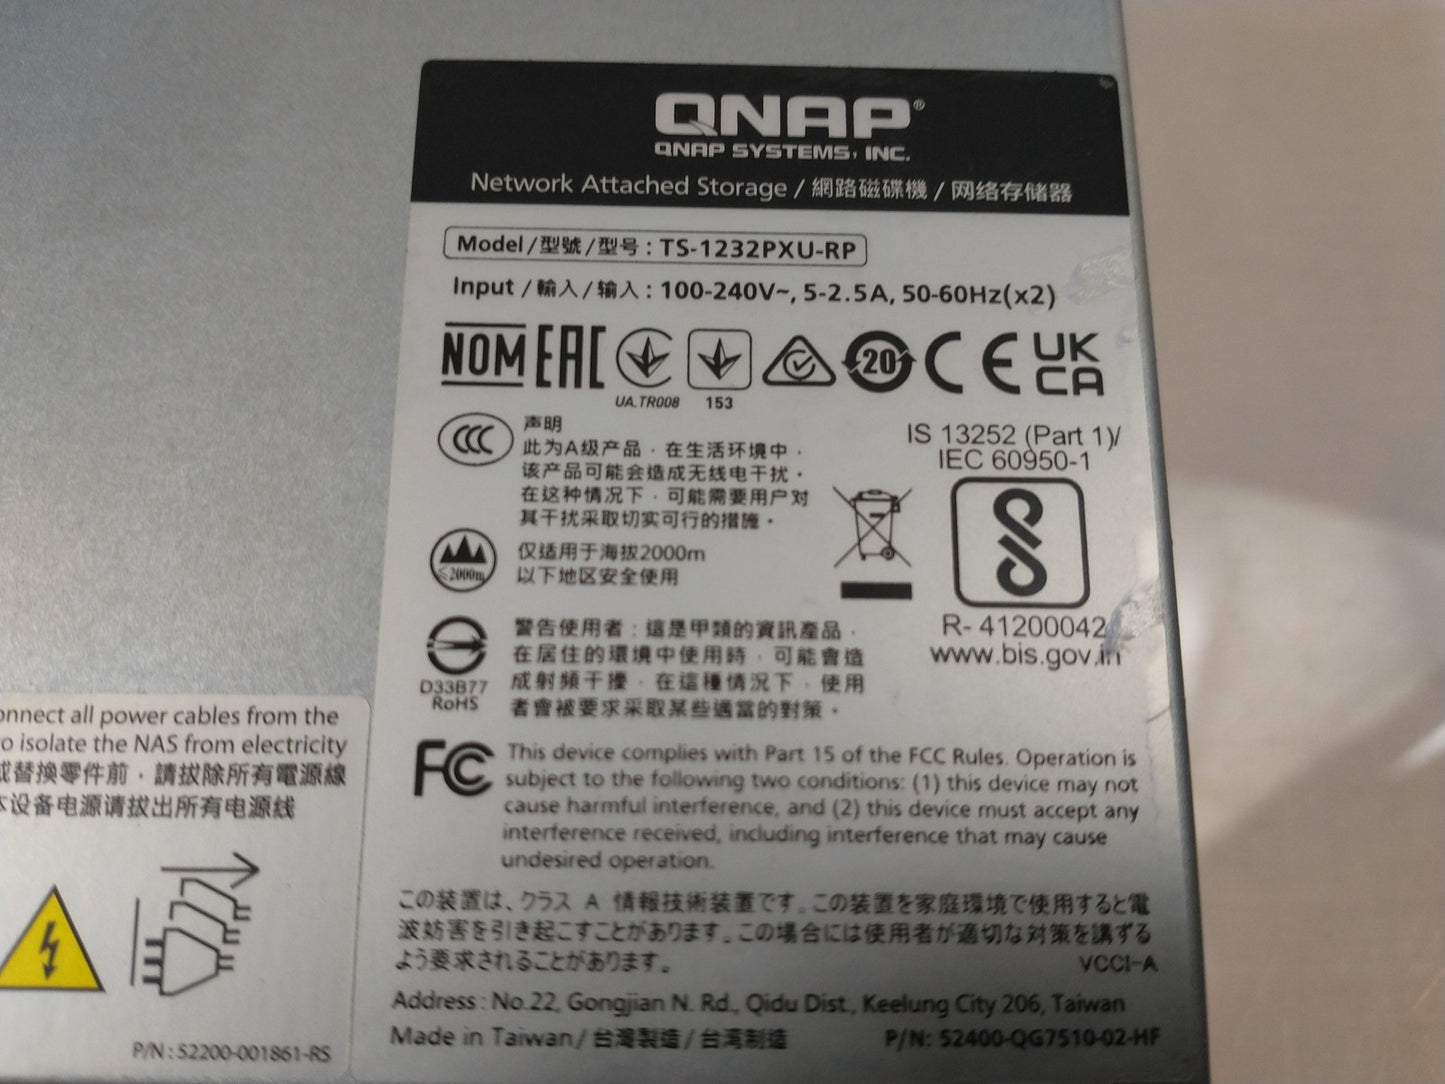 QNAP®
QNAP SYSTEMS, INC.
Network Attached Storage / 網路磁碟機 / 网络存储器
Model/型號/型号: TS-1232PXU-RP
Input / 輸入 / 输入 : 100-240V~, 5-2.5A, 50-60Hz(x2)
NOM EAC 20 CE UK CA
UA.TR008 153
CCC
声明
此为A级产品，在生活环境中，
该产品可能会造成无线电干扰。
在这种情况下，可能需要用户对
其干扰采取切实可行的措施。
IS 13252 (Part 1)/
IEC 60950-1
≤2000m
仅适用于海拔2000m
以下地区安全使用
R- 41200042
www.bis.gov.in
D33B77
RoHS
警告使用者：這是甲類的資訊產品，
在居住的環境中使用時，可能會造
成射頻干擾，在這種情況下，使用
者會被要求采取某些適當的對策。
FC
This device complies with Part 15 of the FCC Rules. Operation is
subject to the following two conditions: (1) this device may not
cause harmful interference, and (2) this device must accept any
interference received, including interference that may cause
undesired operation.
この装置は、クラス A 情報技術装置です。この装置を家庭環境で使用すると電
波妨害を引き起こすことがあります。この場合には使用者が適切な対策を講ずる
よう要求されることがあります。
VCCI-A
Address : No.22, Gongjian N. Rd., Qidu Dist., Keelung City 206, Taiwan
Made in Taiwan / 台灣製造 / 台湾制造
P/N: 52400-QG7510-02-HF
onnect all power cables from the
o isolate the NAS from electricity
或替換零件前，請拔除所有電源線
本设备电源请拔出所有电源线
P/N : 52200-001861-RS